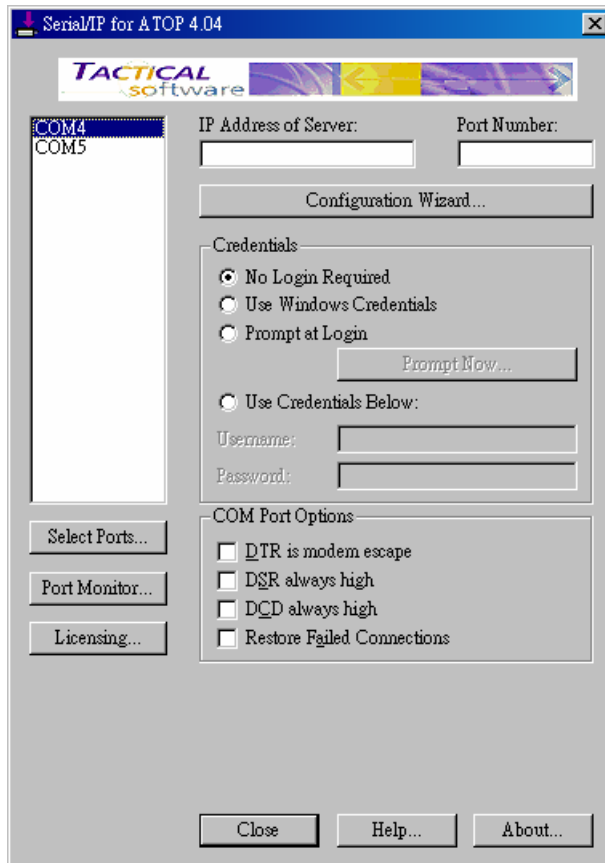 Serial/IP for ATOP 4.04
TACTICAL
software
COM4
COM5
IP Address of Server:
Port Number:
Configuration Wizard...
Credentials
No Login Required
Use Windows Credentials
Prompt at Login
Prompt Now...
Use Credentials Below:
Username:
Password:
Select Ports...
Port Monitor...
Licensing...
COM Port Options
DTR is modem escape
DSR always high
DCD always high
Restore Failed Connections
Close
Help...
About...